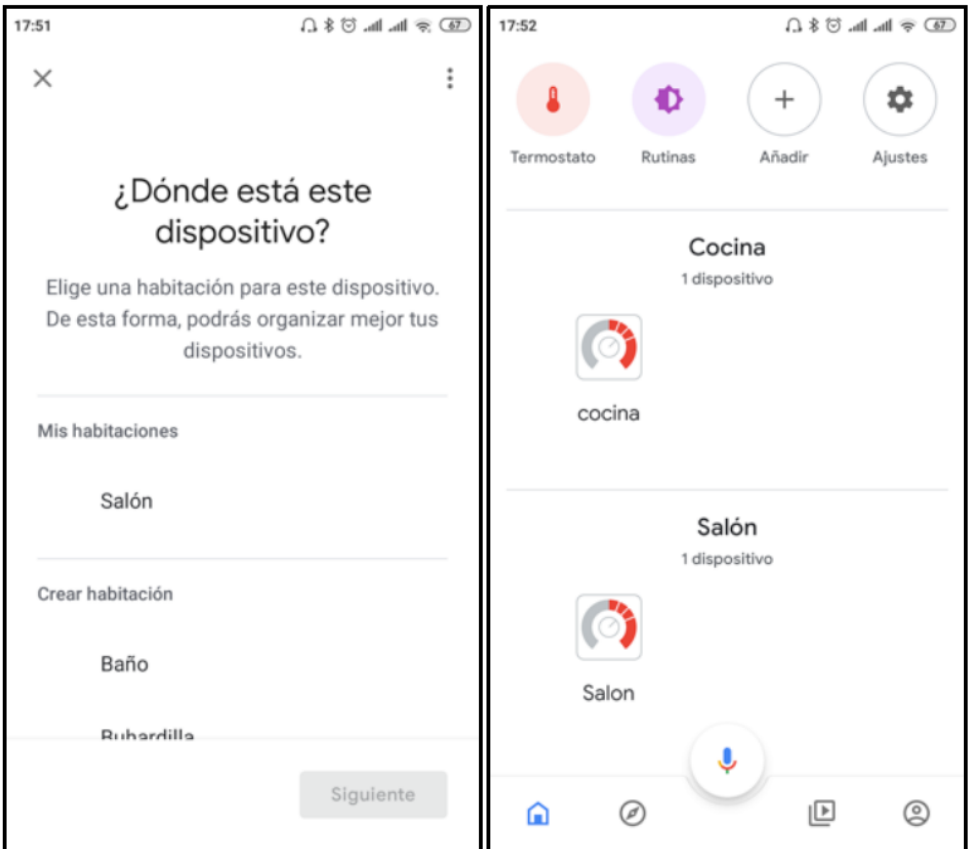 17:51
67
¿Dónde está este
dispositivo?
Elige una habitación para este dispositivo.
De esta forma, podrás organizar mejor tus
dispositivos.
Mis habitaciones
Salón
Crear habitación
Baño
Buhardilla
Siguiente
17:52
67
Termostato
Rutinas
Añadir
Ajustes
Cocina
1 dispositivo
cocina
Salón
1 dispositivo
Salon